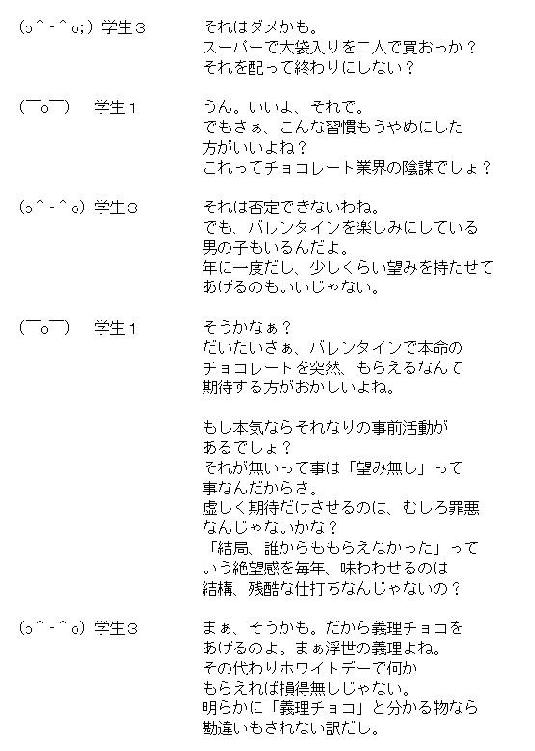 (o^-^o;) 学生3 それはダメかも。
スーパーで大袋入りを二人で買おっか?
それを配って終わりにしない?
(￣o￣) 学生1 うん。いいよ、それで。
でもさぁ、こんな習慣もうやめにした
方がいいよね?
これってチョコレート業界の陰謀でしょ?
(o^-^o) 学生3 それは否定できないわね。
でも、バレンタインを楽しみにしている
男の子もいるんだよ。
年に一度だし、少しくらい望みを持たせて
あげるのもいいじゃない。
(￣o￣) 学生1 そうかなぁ?
だいたいさぁ、バレンタインで本命の
チョコレートを突然、もらえるなんて
期待する方がおかしいよね。
もし本気ならそれなりの事前活動が
あるでしょ?
それが無いって事は「望み無し」って
事なんだからさ。
虚しく期待だけさせるのは、むしろ罪悪
なんじゃないかな?
「結局、誰からももらえなかった」って
いう絶望感を毎年、味わわせるのは
結構、残酷な仕打ちなんじゃないの?
(o^-^o) 学生3 まぁ、そうかも。だから義理チョコを
あげるのよ。まぁ浮世の義理よね。
その代わりホワイトデーで何か
もらえれば損得無しじゃない。
明らかに「義理チョコ」と分かる物なら
勘違いもされない訳だし。